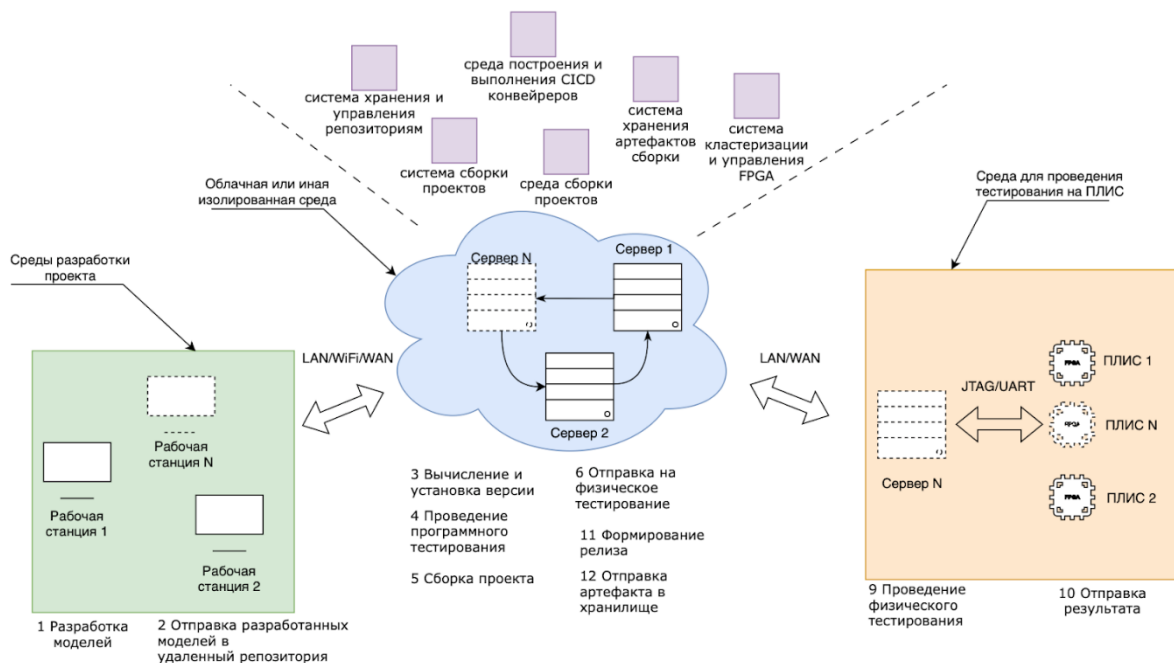 среда построения и
выполнения CICD
конвейреров
система хранения и
управления
репозиториям
система
хранения
артефактов
сборки
система
кластеризации
и управления
FPGA
система сборки
проектов
среда сборки
проектов
Облачная или иная
изолированная среда
Среда для проведения
тестирования на ПЛИС
Среды разработки
проекта
Сервер N
Сервер 1
Сервер 2
LAN/WiFi/WAN
LAN/WAN
Рабочая
станция N
Рабочая
станция 1
Рабочая
станция 2
JTAG/UART
Сервер N
FPGA
ПЛИС 1
FPGA
ПЛИС N
FPGA
ПЛИС 2
3 Вычисление и
установка версии
4 Проведение
программного
тестирования
5 Сборка проекта
6 Отправка на
физическое
тестирование
11 Формирование
релиза
12 Отправка
артефакта в
хранилище
1 Разработка
моделей
2 Отправка разработанных
моделей в
удаленный репозитория
9 Проведение
физического
тестирования
10 Отправка
результата